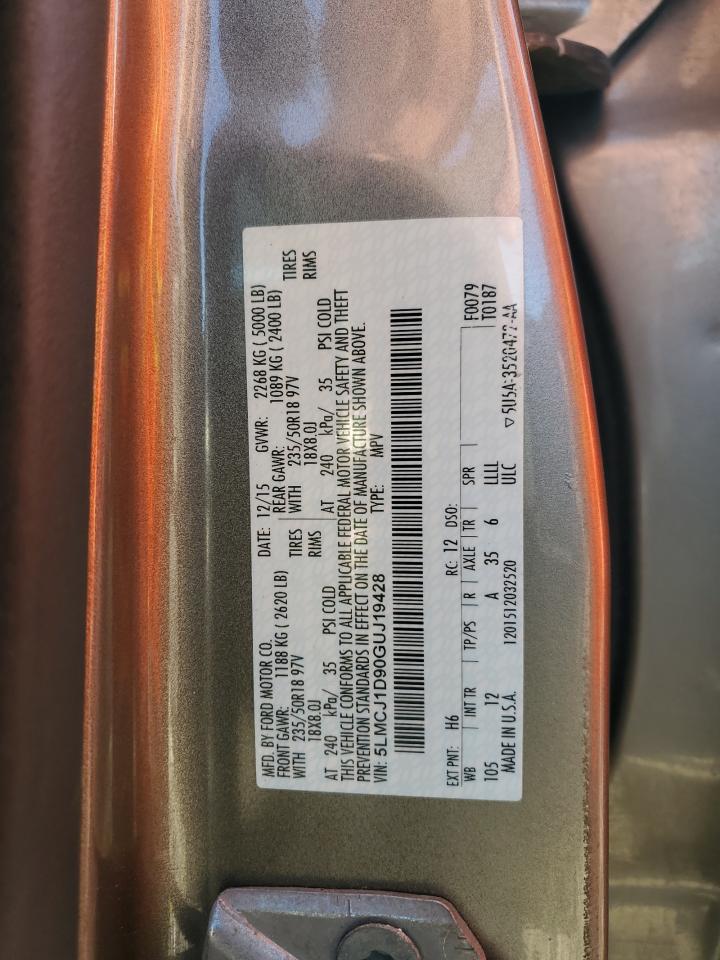 MFD. BY FORD MOTOR CO. DATE: 12/15 GVWR: 2268 KG ( 5000 LB)
FRONT GAWR: 1188 KG ( 2620 LB) REAR GAWR: 1089 KG ( 2400 LB)
WITH 235/50R18 97V TIRES WITH 235/50R18 97V TIRES
18X8.0J RIMS 18X8.0J RIMS
AT 240 kPa/ 35 PSI COLD AT 240 kPa/ 35 PSI COLD
THIS VEHICLE CONFORMS TO ALL APPLICABLE FEDERAL MOTOR VEHICLE SAFETY AND THEFT
PREVENTION STANDARDS IN EFFECT ON THE DATE OF MANUFACTURE SHOWN ABOVE.
VIN: 5LMCJ1D90GUJ19428 TYPE: MPV
EXT PNT: H6 RC: 12 DSO: F0079
WB INT TR TP/PS R AXLE TR SPR T0187
105 12 A 35 6 LLLL
MADE IN U.S.A. 1201512032520 ULC ▽5U5A-3520472-AA